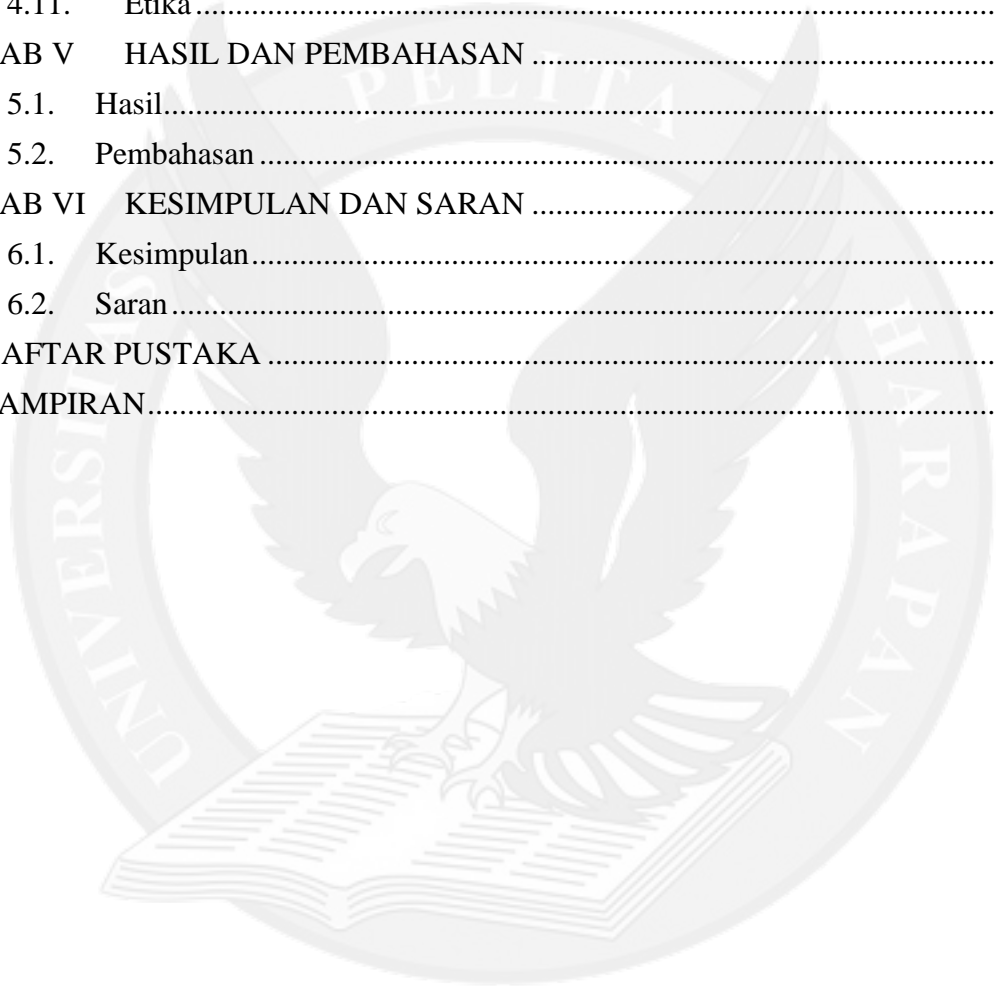 4.11. Etika ........................................................................................................
AB V HASIL DAN PEMBAHASAN ...........................................................
5.1. Hasil............................................................................................................
5.2. Pembahasan ................................................................................................
AB VI KESIMPULAN DAN SARAN ...........................................................
6.1. Kesimpulan.................................................................................................
6.2. Saran ...........................................................................................................
AFTAR PUSTAKA ............................................................................................
AMPIRAN...........................................................................................................
UNIVERSITAS PELITA HARAPAN